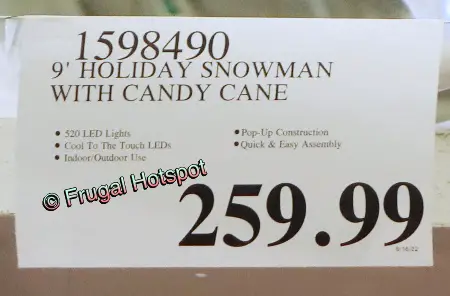 1598490
9' HOLIDAY SNOWMAN
WITH CANDY CANE
• 520 LED Lights
• Cool To The Touch LEDs
• Indoor/Outdoor Use
• Pop-Up Construction
• Quick & Easy Assembly
© Frugal Hotspot
259.99